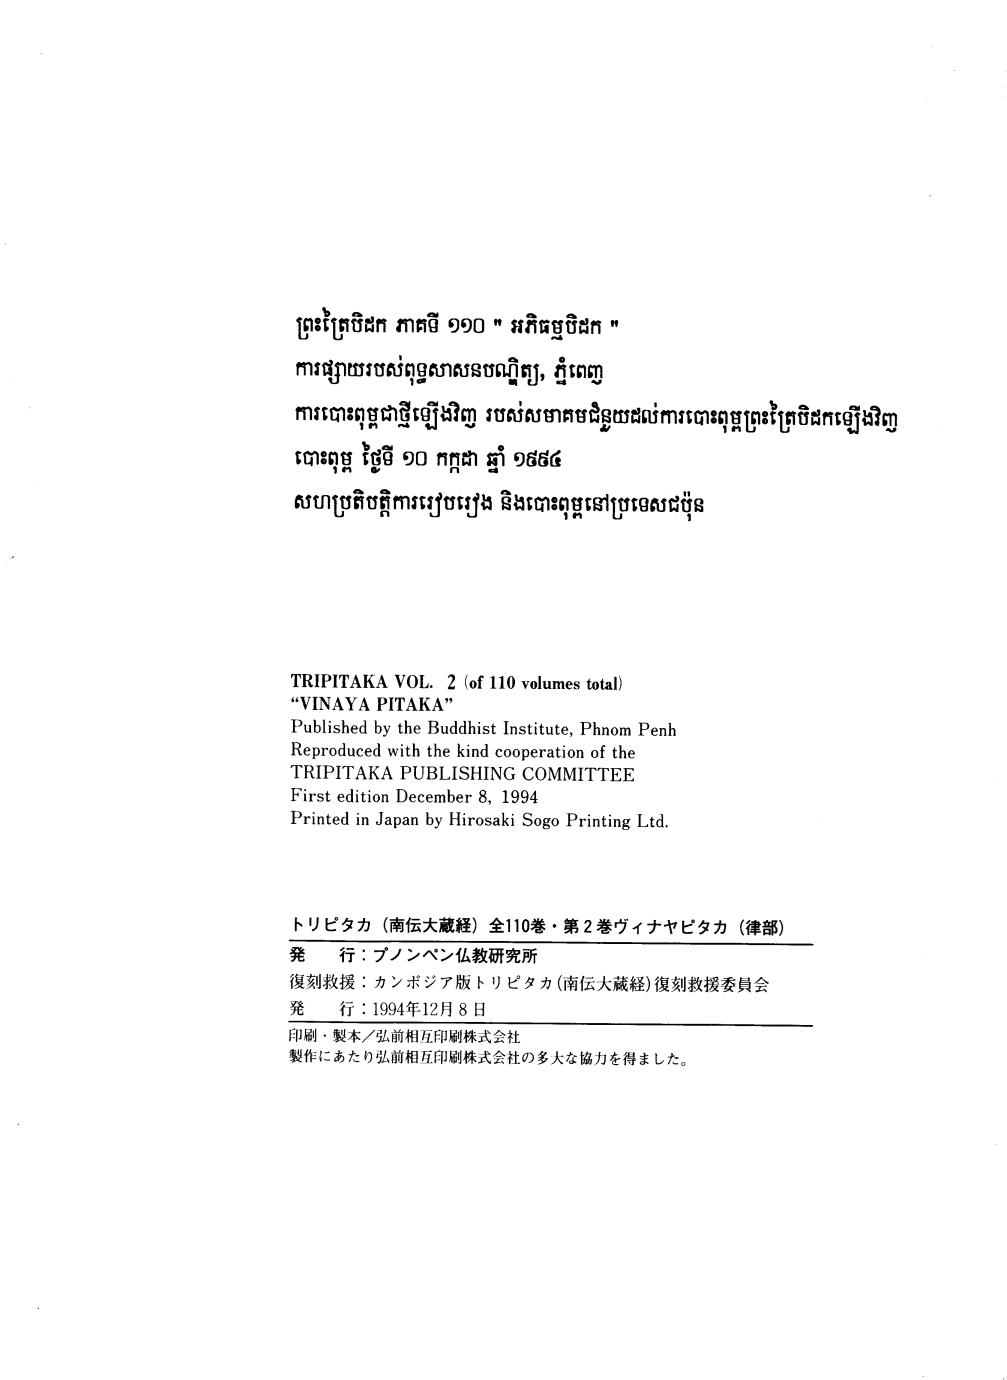 ព្រះត្រៃបិដក ភាគទី ១១០ " អភិធម្មបិដក "
ការផ្សាយរបស់ពុទ្ធសាសនបណ្ឌិត្យ, ភ្នំពេញ
ការបោះពុម្ពជាថ្មីឡើងវិញ របស់សមាគមជំនួយដល់ការបោះពុម្ពព្រះត្រៃបិដកឡើងវិញ
បោះពុម្ព ថ្ងៃទី ១០ កក្កដា ឆ្នាំ ១៩៩៤
សហប្រតិបត្តិការរៀបរៀង និងបោះពុម្ពនៅប្រទេសជប៉ុន
TRIPITAKA VOL. 2 (of 110 volumes total)
“VINAYA PITAKA”
Published by the Buddhist Institute, Phnom Penh
Reproduced with the kind cooperation of the
TRIPITAKA PUBLISHING COMMITTEE
First edition December 8, 1994
Printed in Japan by Hirosaki Sogo Printing Ltd.
トリピタカ（南伝大蔵経）全110巻・第２巻ヴィナヤピタカ（律部）
発　行：プノンペン仏教研究所
復刻救援：カンボジア版トリピタカ(南伝大蔵経)復刻救援委員会
発　行：1994年12月８日
印刷・製本／弘前相互印刷株式会社
製作にあたり弘前相互印刷株式会社の多大な協力を得ました。